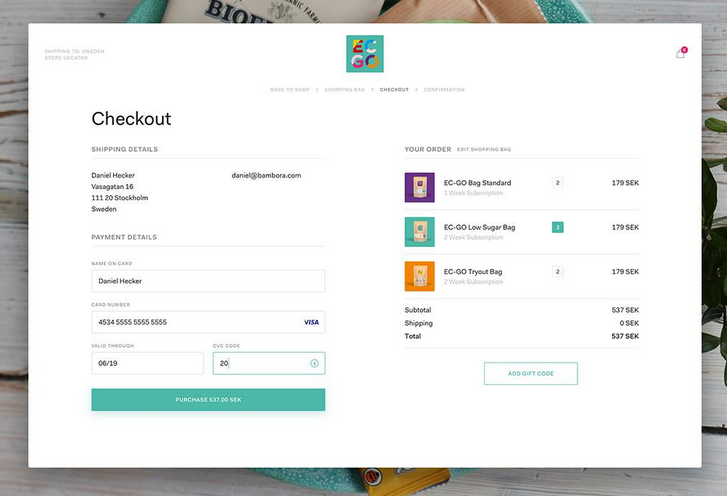 BIOF
ORGANIC FARMI
SHIPPING TO: SWEDEN
STORE LOCATOR
EC
GO
BACK TO SHOP > SHOPPING BAG > CHECKOUT > CONFIRMATION
Checkout
SHIPPING DETAILS
Daniel Hecker
daniel@bambora.com
Vasagatan 16
111 20 Stockholm
Sweden
PAYMENT DETAILS
NAME ON CARD
Daniel Hecker
CARD NUMBER
4534 5555 5555 5555
VISA
VALID THROUGH
CVC CODE
06/19
20
PURCHASE 537.00 SEK
YOUR ORDER
EDIT SHOPPING BAG
EC-GO Bag Standard
2
179 SEK
1 Week Subscription
EC-GO Low Sugar Bag
3
179 SEK
2 Week Subscription
EC-GO Tryout Bag
2
179 SEK
2 Week Subscription
Subtotal 537 SEK
Shipping 0 SEK
Total 537 SEK
ADD GIFT CODE